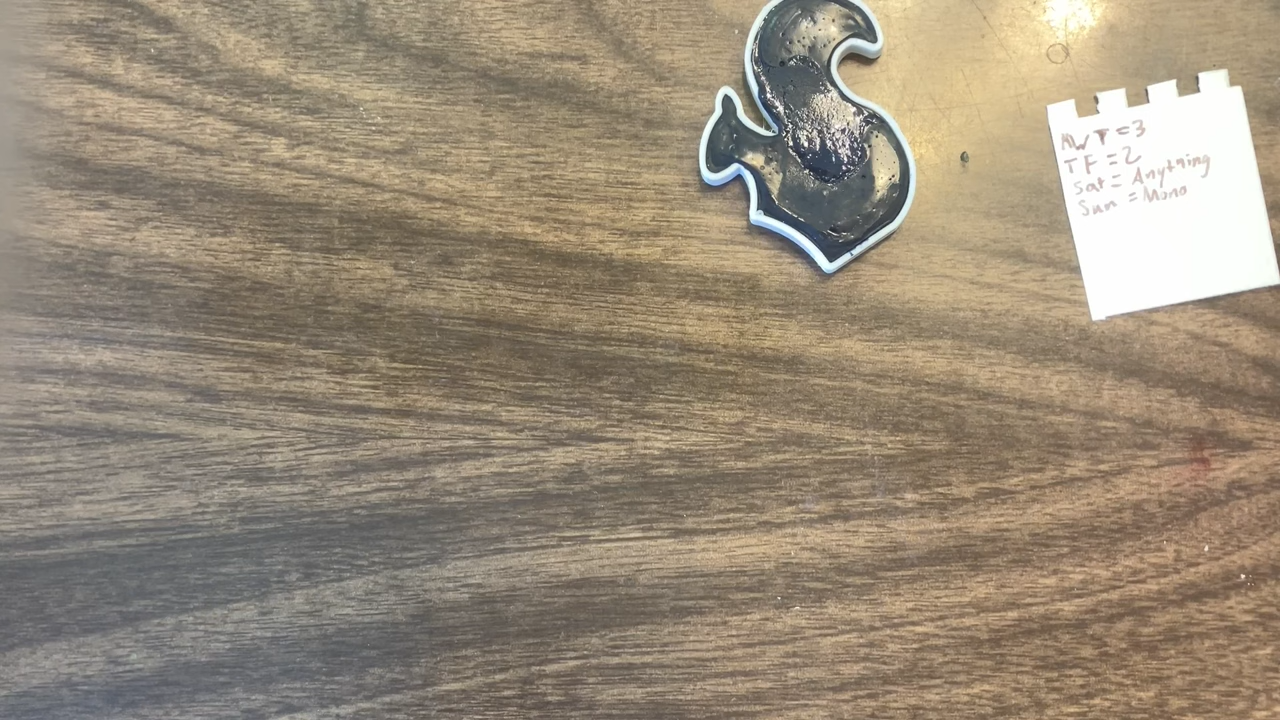 MWT=3
TF=2
Sat= Anything
Sun = Mono